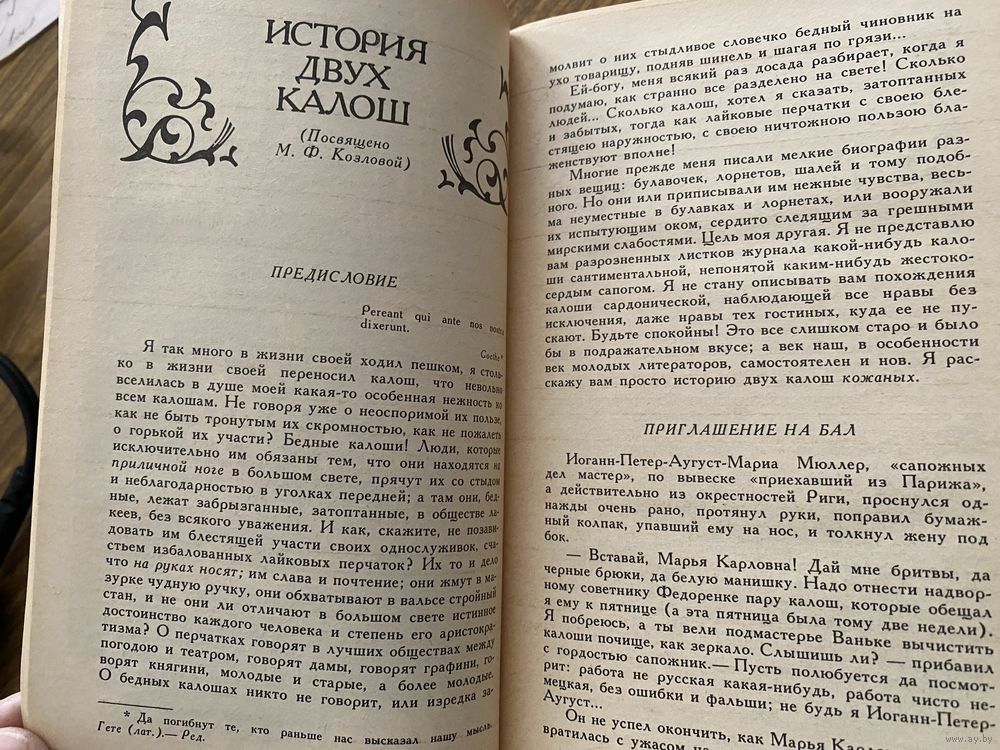 ИСТОРИЯ
ДВУХ
КАЛОШ
(Посвящено
М. Ф. Козловой)
ПРЕДИСЛОВИЕ
Pereant qui ante nos nostra
dixerunt.
Goethe*
Я так много в жизни своей ходил пешком, я столь-
ко в жизни своей переносил калош, что невольно
вселилась в душе моей какая-то особенная нежность ко
всем калошам. Не говоря уже о неоспоримой их пользе,
как не быть тронутым их скромностью, как не пожалеть
о горькой их участи? Бедные калоши! Люди, которые
исключительно им обязаны тем, что они находятся на
приличной ноге в большом свете, прячут их со стыдом
и неблагодарностью в уголках передней; а там они, бед-
ные, лежат забрызганные, затоптанные, в обществе ла-
кеев, без всякого уважения. И как, скажите, не позави-
довать им блестящей участи своих однослуживок, сча-
стьем избалованных лайковых перчаток? Их то и дело
что на руках носят; им слава и почтение; они жмут в ма-
зурке чудную ручку, они обхватывают в вальсе стройный
стан, и не они ли отличают в большом свете истинное
достоинство каждого человека и степень его аристокра-
тизма? О перчатках говорят в лучших обществах между
погодою и театром, говорят дамы, говорят графини, го-
ворят княгини, молодые и старые, а более молодые.
О бедных калошах никто не говорит, или изредка за-
* Да погибнут те, кто раньше нас высказал нашу мысль.
Гете (лат.).— Ред.
молвит о них стыдливое словечко бедный чиновник на
ухо товарищу, подняв шинель и шагая по грязи...
Ей-богу, меня всякий раз досада разбирает, когда я
подумаю, как странно все разделено на свете! Сколько
людей... Сколько калош, хотел я сказать, затоптанных
и забытых, тогда как лайковые перчатки с своею бле-
стящею наружностью, с своею ничтожною пользою бла-
женствуют вполне!
Многие прежде меня писали мелкие биографии раз-
ных вещиц: булавочек, лорнетов, шалей и тому подоб-
ного. Но они или приписывали им нежные чувства, весь-
ма неуместные в булавках и лорнетах, или вооружали
их испытующим оком, сердито следящим за грешными
мирскими слабостями. Цель моя другая. Я не представлю
вам разрозненных листков журнала какой-нибудь кало-
ши сантиментальной, непонятой каким-нибудь жестоко-
сердым сапогом. Я не стану описывать вам похождения
калоши сардонической, наблюдающей все нравы без
исключения, даже нравы тех гостиных, куда ее не пу-
скают. Будьте спокойны! Это все слишком старо и было
бы в подражательном вкусе; а век наш, в особенности
век молодых литераторов, самостоятелен и нов. Я рас-
скажу вам просто историю двух калош кожаных.
ПРИГЛАШЕНИЕ НА БАЛ
Иоганн-Петер-Аугуст-Мариа Мюллер, «сапожных
дел мастер», по вывеске «приехавший из Парижа»,
а действительно из окрестностей Риги, проснулся од-
нажды очень рано, протянул руки, поправил бумаж-
ный колпак, упавший ему на нос, и толкнул жену под
бок.
— Вставай, Марья Карловна! Дай мне бритвы, да
черные брюки, да белую манишку. Надо отнести надвор-
ному советнику Федоренке пару калош, которые обещал
я ему к пятнице (а эта пятница была тому две недели).
Я побреюсь, а ты вели подмастерье Ваньке вычистить
калоши почище, как зеркало. Слышишь ли? — прибавил
с гордостью сапожник.— Пусть полюбуется да посмот-
рит: работа не русская какая-нибудь, работа чисто не-
мецкая, без ошибки и фальши; не будь я Иоганн-Петер-
Аугуст...
Он не успел окончить, как Марья Карл
вратилась с ужасом
www.ay.by